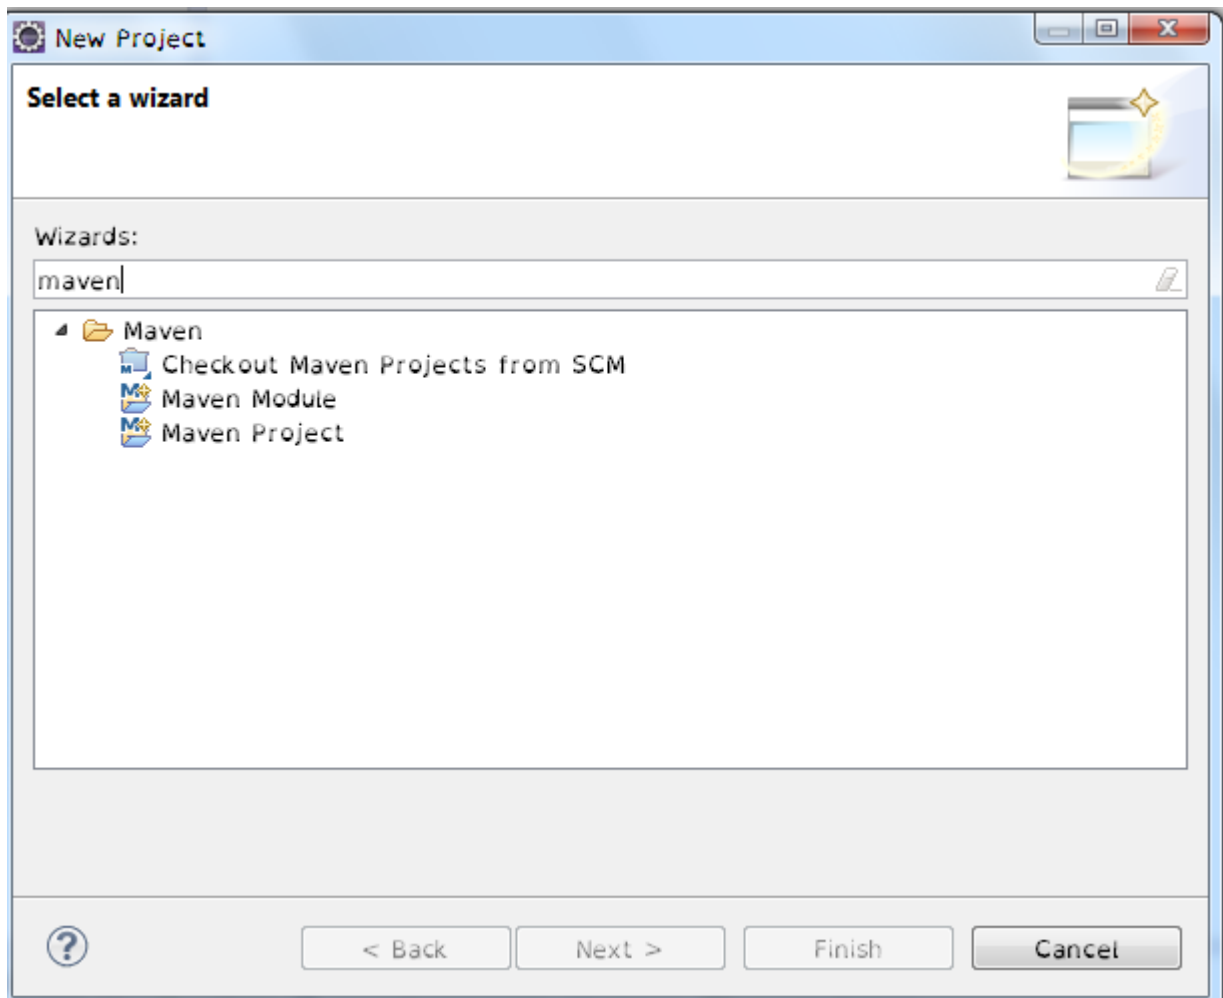 New Project
Select a wizard
Wizards:
maven
Maven
Checkout Maven Projects from SCM
Maven Module
Maven Project
< Back
Next >
Finish
Cancel